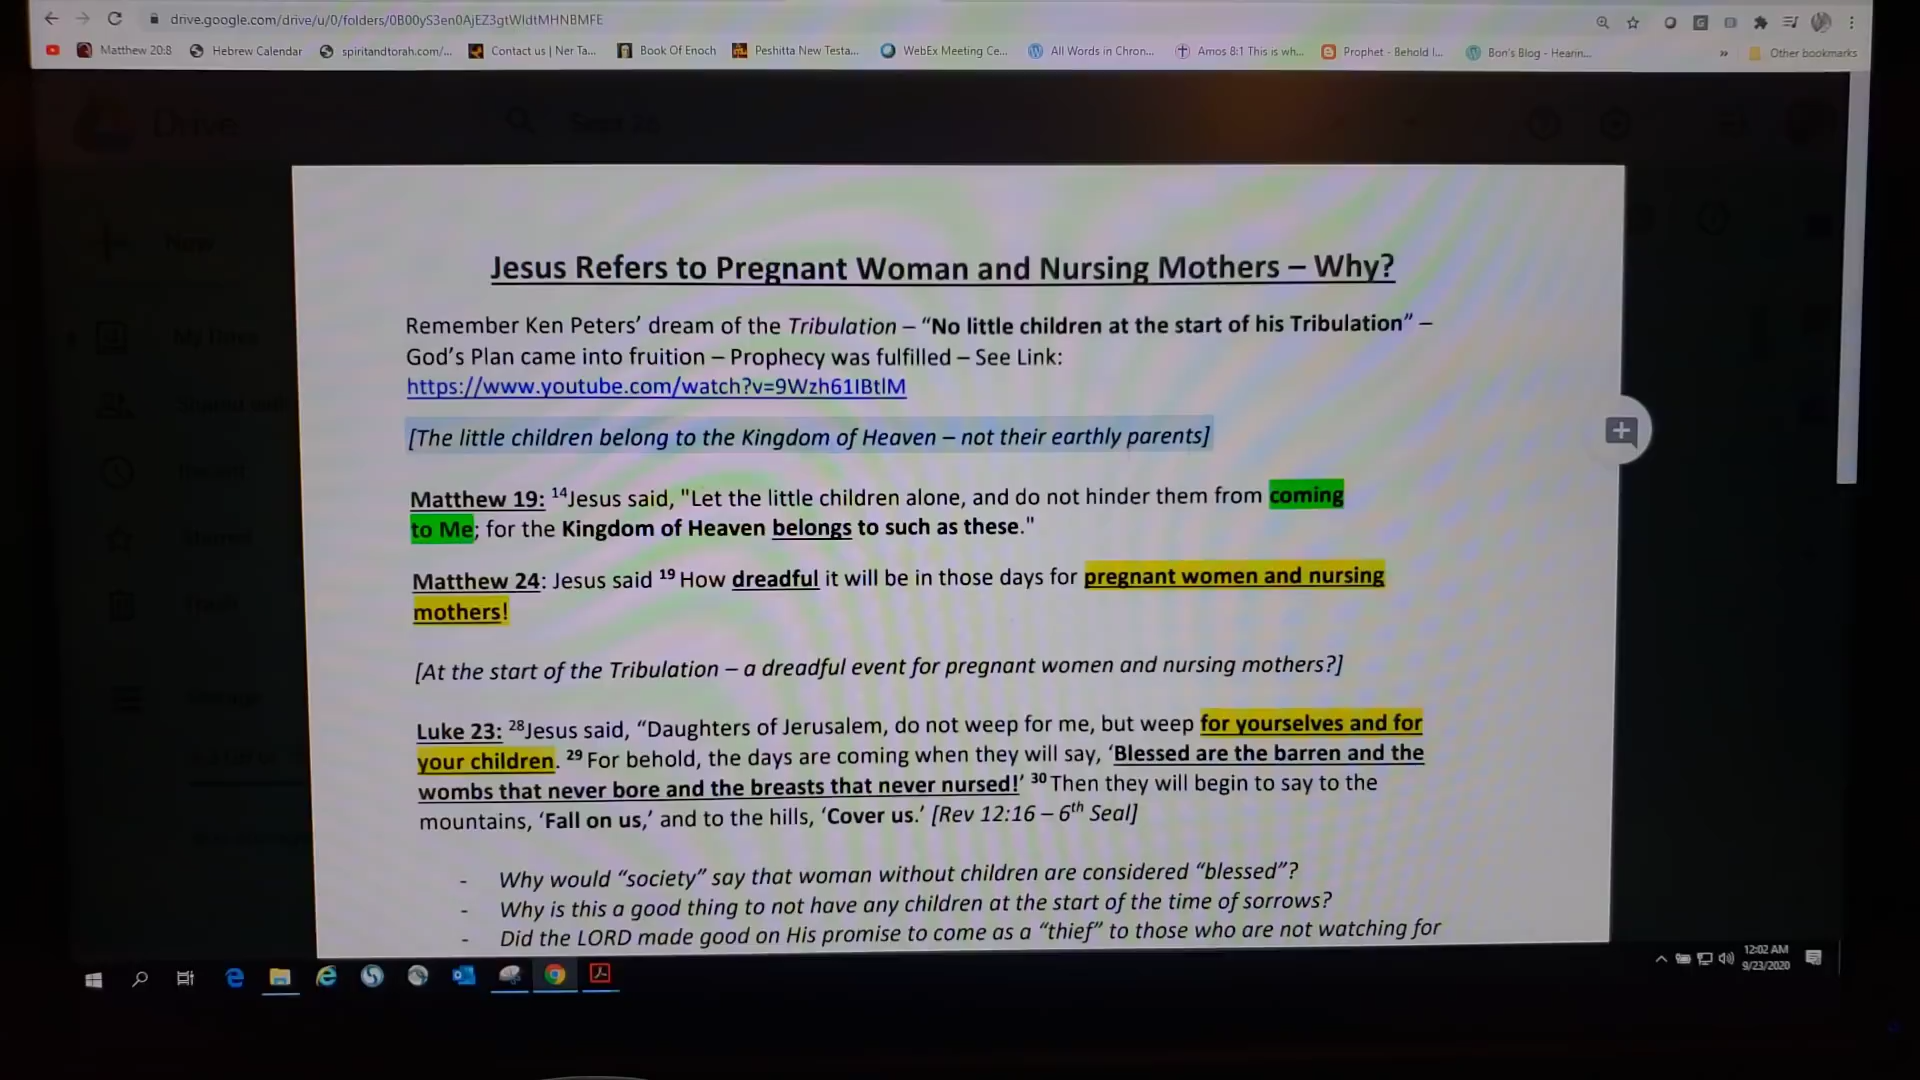 drive.google.com/drive/u/0/folders/0B00yS3en0AjEZ3gtWldtMHNBMFE
Matthew 20:8 Hebrew Calendar spiritandtorah.com/... Contact us | Ner Ta... Book Of Enoch Peshitta New Testa... WebEx Meeting Ce... All Words in Chron... Amos 8:1 This is wh... Prophet - Behold I... Bon's Blog - Hearin... » Other bookmarks
Drive
New
My Drive
Recent
Storage
Jesus Refers to Pregnant Woman and Nursing Mothers – Why?
Remember Ken Peters' dream of the Tribulation – “No little children at the start of his Tribulation” –
God's Plan came into fruition – Prophecy was fulfilled – See Link:
https://www.youtube.com/watch?v=9Wzh61IBtlM
[The little children belong to the Kingdom of Heaven – not their earthly parents]
Matthew 19: 14Jesus said, "Let the little children alone, and do not hinder them from coming
to Me; for the Kingdom of Heaven belongs to such as these."
Matthew 24: Jesus said 19 How dreadful it will be in those days for pregnant women and nursing
mothers!
[At the start of the Tribulation – a dreadful event for pregnant women and nursing mothers?]
Luke 23: 28Jesus said, “Daughters of Jerusalem, do not weep for me, but weep for yourselves and for
your children. 29 For behold, the days are coming when they will say, ‘Blessed are the barren and the
wombs that never bore and the breasts that never nursed!’ 30 Then they will begin to say to the
mountains, ‘Fall on us,’ and to the hills, ‘Cover us.’ [Rev 12:16 – 6th Seal]
- Why would “society” say that woman without children are considered “blessed”?
- Why is this a good thing to not have any children at the start of the time of sorrows?
- Did the LORD made good on His promise to come as a “thief” to those who are not watching for
12:02 AM
9/23/2020